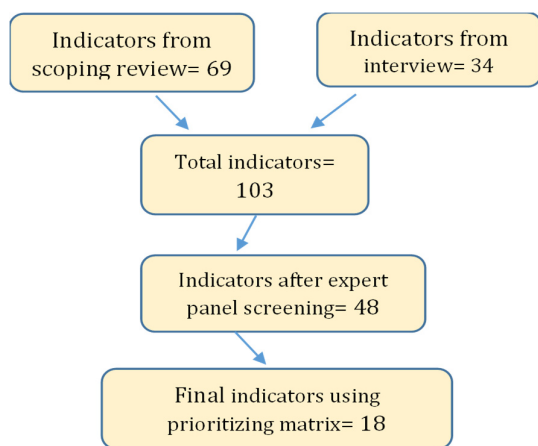 Indicators from
scoping review= 69
Indicators from
interview= 34
Total indicators=
103
Indicators after expert
panel screening= 48
Final indicators using
prioritizing matrix= 18